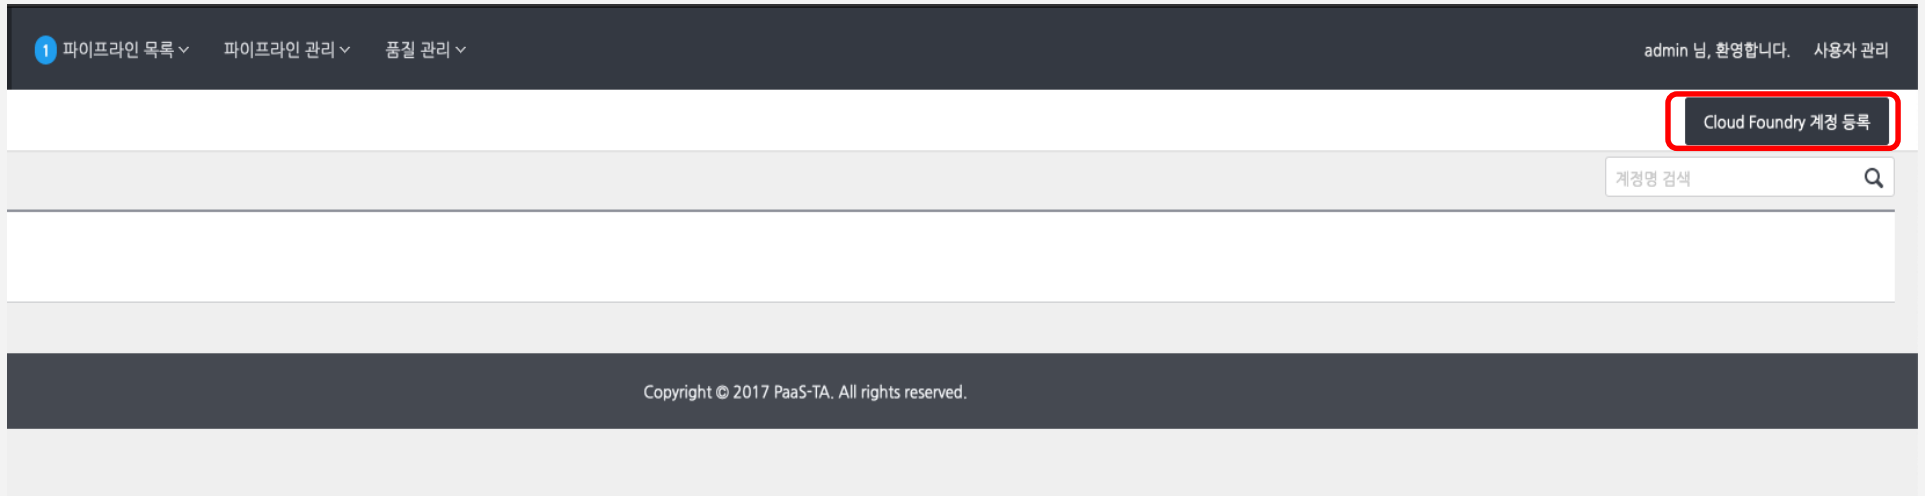 1 파이프라인 목록 파이프라인 관리 품질 관리 admin 님, 환영합니다. 사용자 관리
Cloud Foundry 계정 등록
계정명 검색
Copyright © 2017 PaaS-TA. All rights reserved.